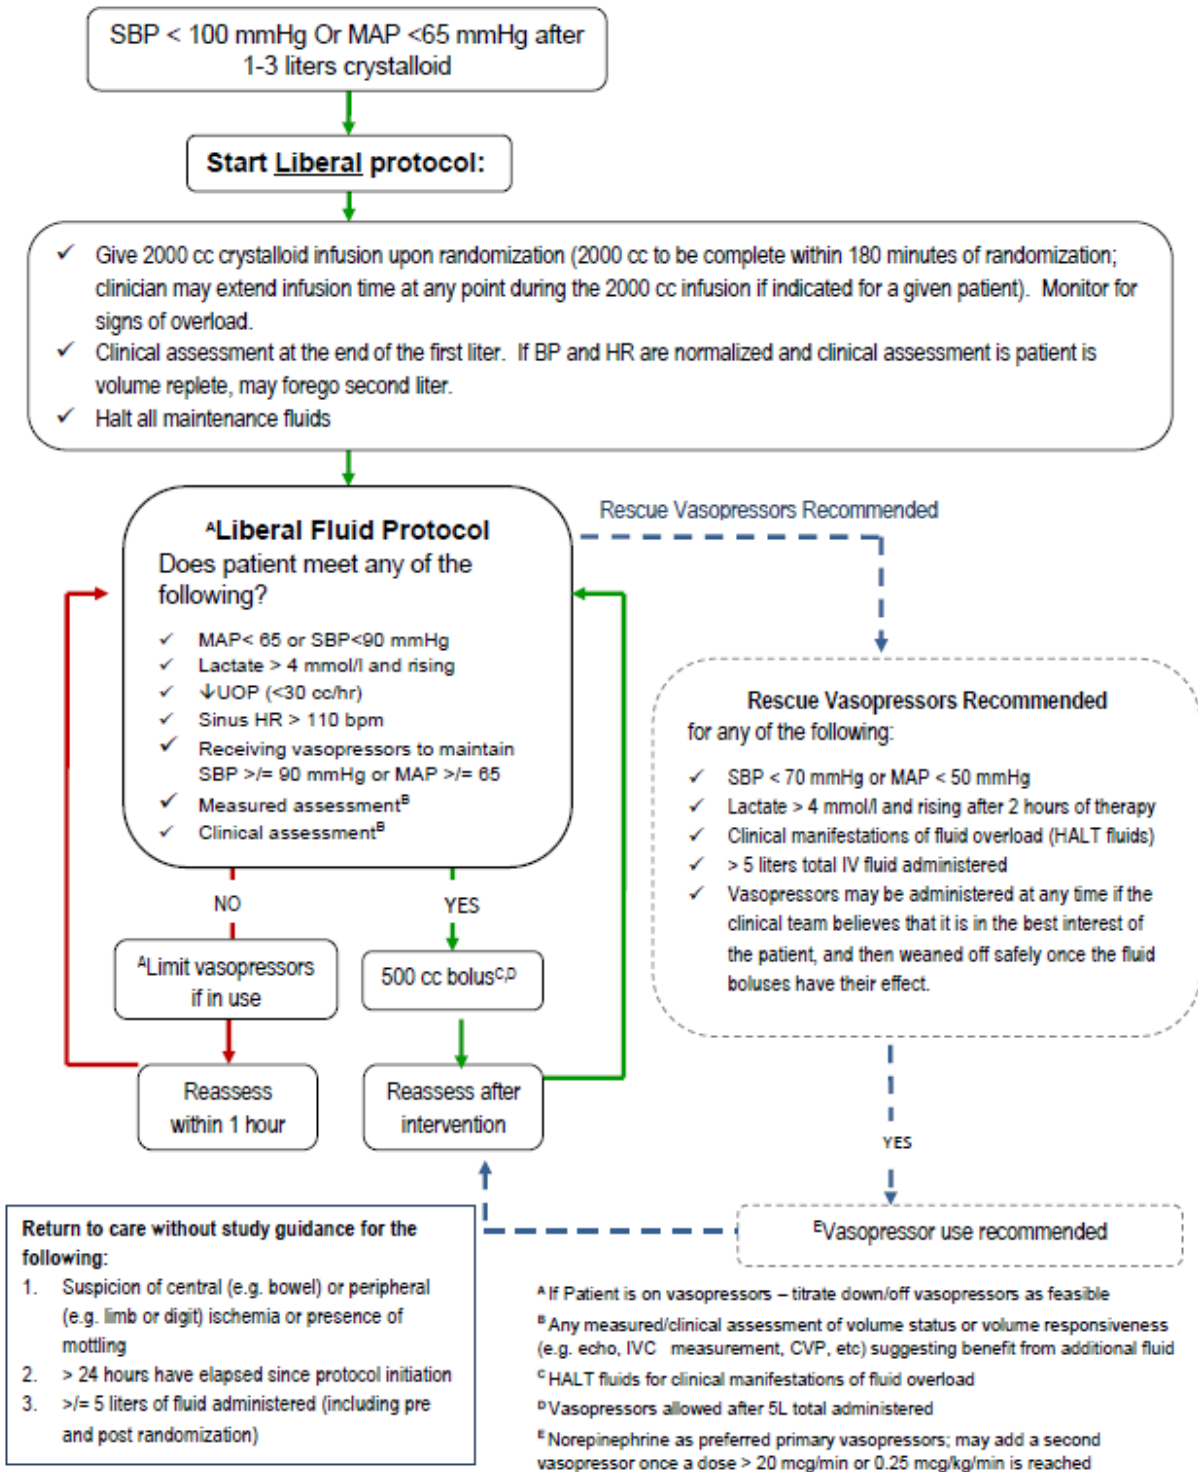 SBP < 100 mmHg Or MAP <65 mmHg after
1-3 liters crystalloid
Start Liberal protocol:
✓ Give 2000 cc crystalloid infusion upon randomization (2000 cc to be complete within 180 minutes of randomization;
clinician may extend infusion time at any point during the 2000 cc infusion if indicated for a given patient). Monitor for
signs of overload.
✓ Clinical assessment at the end of the first liter. If BP and HR are normalized and clinical assessment is patient is
volume replete, may forego second liter.
✓ Halt all maintenance fluids
Rescue Vasopressors Recommended
ALiberal Fluid Protocol
Does patient meet any of the
following?
✓ MAP< 65 or SBP<90 mmHg
✓ Lactate > 4 mmol/l and rising
✓ ↓UOP (<30 cc/hr)
✓ Sinus HR > 110 bpm
✓ Receiving vasopressors to maintain
SBP >/= 90 mmHg or MAP >/= 65
✓ Measured assessmentB
✓ Clinical assessmentB
Rescue Vasopressors Recommended
for any of the following:
✓ SBP < 70 mmHg or MAP < 50 mmHg
✓ Lactate > 4 mmol/l and rising after 2 hours of therapy
✓ Clinical manifestations of fluid overload (HALT fluids)
✓ > 5 liters total IV fluid administered
✓ Vasopressors may be administered at any time if the
clinical team believes that it is in the best interest of
the patient, and then weaned off safely once the fluid
boluses have their effect.
NO
YES
ALimit vasopressors
if in use
500 cc bolusC,D
Reassess
within 1 hour
Reassess after
intervention
YES
EVasopressor use recommended
Return to care without study guidance for the
following:
1. Suspicion of central (e.g. bowel) or peripheral
(e.g. limb or digit) ischemia or presence of
mottling
2. > 24 hours have elapsed since protocol initiation
3. >/= 5 liters of fluid administered (including pre
and post randomization)
A If Patient is on vasopressors – titrate down/off vasopressors as feasible
B Any measured/clinical assessment of volume status or volume responsiveness
(e.g. echo, IVC measurement, CVP, etc) suggesting benefit from additional fluid
C HALT fluids for clinical manifestations of fluid overload
D Vasopressors allowed after 5L total administered
E Norepinephrine as preferred primary vasopressors; may add a second
vasopressor once a dose > 20 mcg/min or 0.25 mcg/kg/min is reached